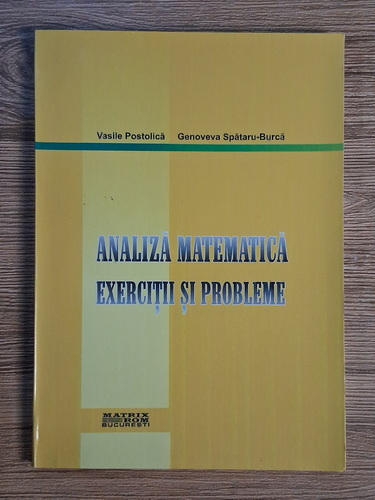 Vasile Postolică Genoveva Spătaru-Burcă
ANALIZĂ MATEMATICĂ
EXERCIȚII ȘI PROBLEME
MATRIX
ROM
BUCUREȘTI